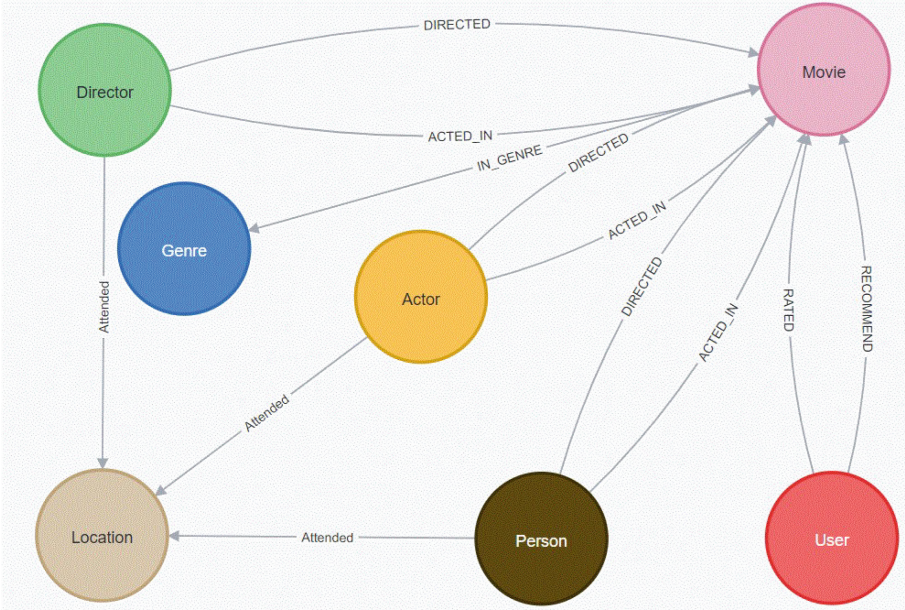 DIRECTED
Director
Movie
ACTED_IN
IN_GENRE
DIRECTED
ACTED_IN
Genre
Actor
DIRECTED
Attended
ACTED_IN
RATED
RECOMMEND
Attended
Location
Attended
Person
User